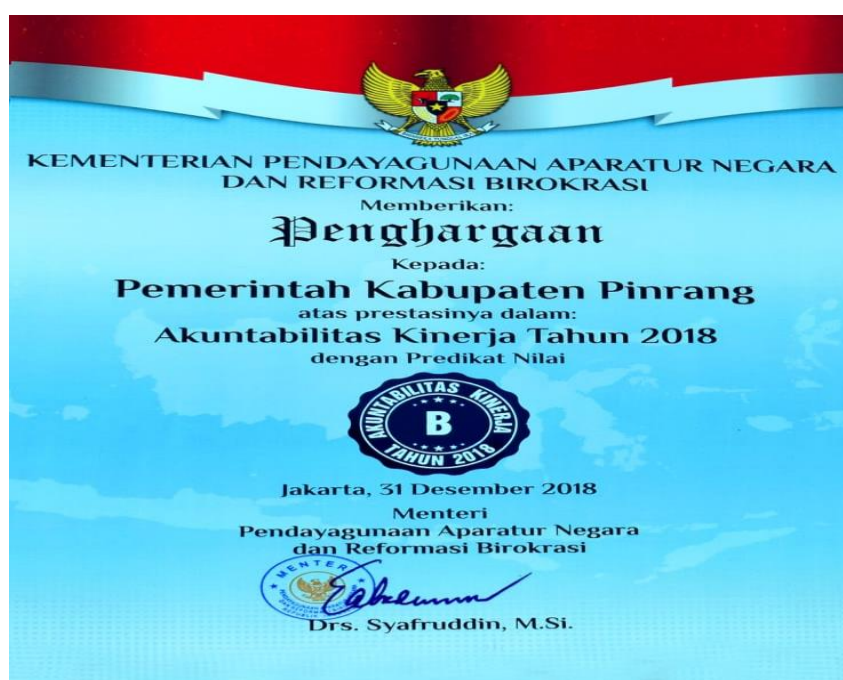 KEMENTERIAN PENDAYAGUNAAN APARATUR NEGARA
DAN REFORMASI BIROKRASI
Memberikan:
Penghargaan
Kepada:
Pemerintah Kabupaten Pinrang
atas prestasinya dalam:
Akuntabilitas Kinerja Tahun 2018
dengan Predikat Nilai
AKUNTABILITAS KINERJA
B
TAHUN 2018
Jakarta, 31 Desember 2018
Menteri
Pendayagunaan Aparatur Negara
dan Reformasi Birokrasi
MENTERI
Drs. Syafruddin, M.Si.